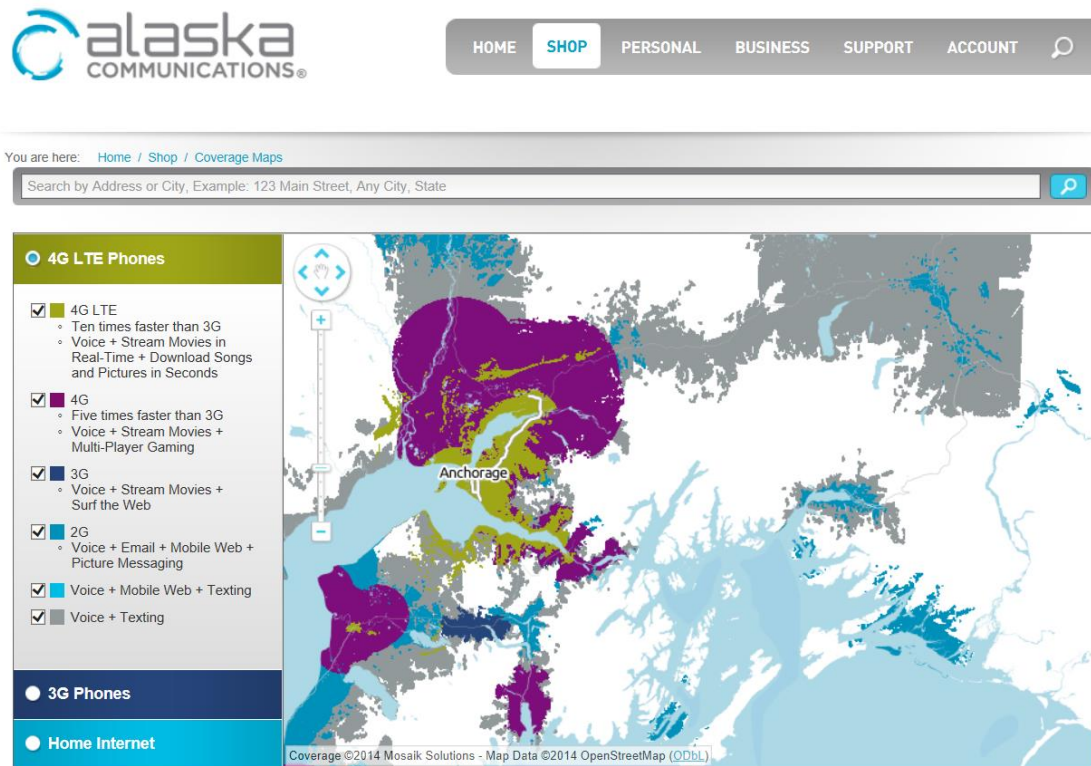 alaska
COMMUNICATIONS®
HOME SHOP PERSONAL BUSINESS SUPPORT ACCOUNT
You are here: Home / Shop / Coverage Maps
Search by Address or City, Example: 123 Main Street, Any City, State
4G LTE Phones
4G LTE
◦ Ten times faster than 3G
◦ Voice + Stream Movies in
Real-Time + Download Songs
and Pictures in Seconds
4G
◦ Five times faster than 3G
◦ Voice + Stream Movies +
Multi-Player Gaming
3G
◦ Voice + Stream Movies +
Surf the Web
2G
◦ Voice + Email + Mobile Web +
Picture Messaging
Voice + Mobile Web + Texting
Voice + Texting
3G Phones
Home Internet
Anchorage
Coverage ©2014 Mosaik Solutions - Map Data ©2014 OpenStreetMap (ODbL)